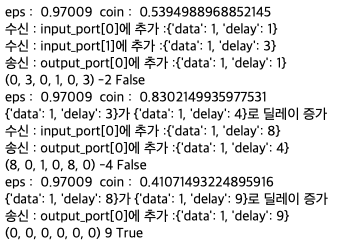 eps :  0.97009  coin :  0.5394988968852145
수신 : input_port[0]에 추가 :{'data': 1, 'delay': 1}
수신 : input_port[1]에 추가 :{'data': 1, 'delay': 3}
송신 : output_port[0]에 추가 :{'data': 1, 'delay': 1}
(0, 3, 0, 1, 0, 3) -2 False
eps :  0.97009  coin :  0.8302149935977531
{'data': 1, 'delay': 3}가 {'data': 1, 'delay': 4}로 딜레이 증가
수신 : input_port[0]에 추가 :{'data': 1, 'delay': 8}
송신 : output_port[0]에 추가 :{'data': 1, 'delay': 4}
(8, 0, 1, 0, 8, 0) -4 False
eps :  0.97009  coin :  0.41071493224895916
{'data': 1, 'delay': 8}가 {'data': 1, 'delay': 9}로 딜레이 증가
송신 : output_port[0]에 추가 :{'data': 1, 'delay': 9}
(0, 0, 0, 0, 0, 0) 9 True